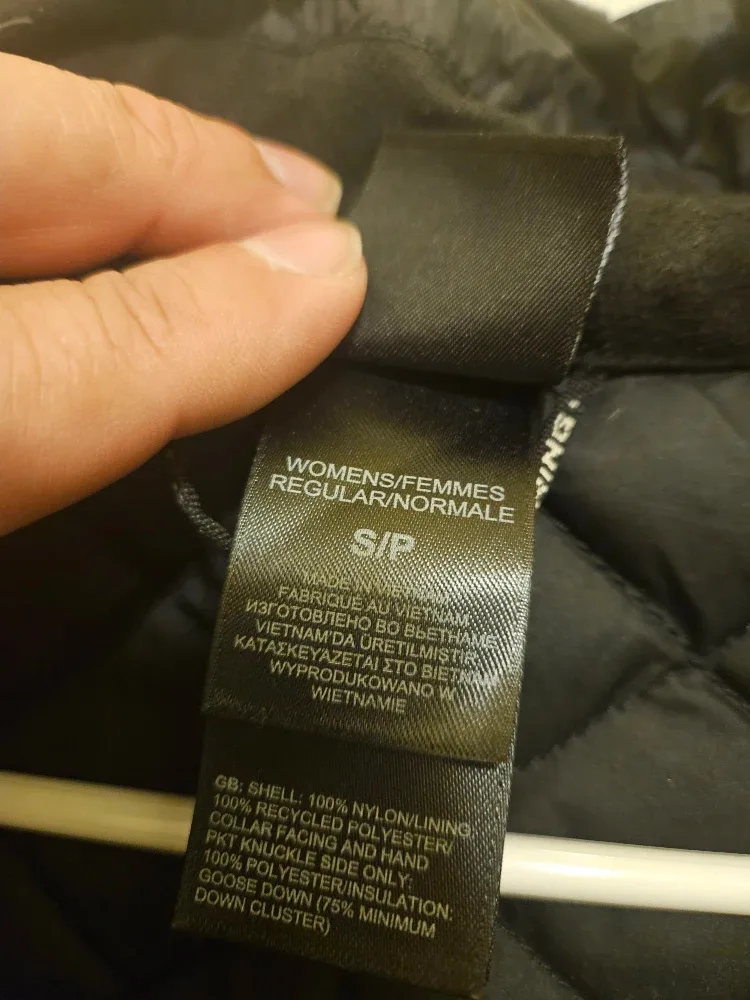 WOMENS/FEMMES
REGULAR/NORMALE
S/P
MADE IN VIETNAM
FABRIQUÉ AU VIETNAM
ИЗГОТОВЛЕНО ВО ВЬЕТНАМЕ
VIETNAM'DA ÜRETILMISTIR
ΚΑΤΑΣΚΕΥΑΖΕΤΑΙ ΣΤΟ ΒΙΕΤΝΑΜ
WYPRODUKOWANO W
WIETNAMIE
GB: SHELL: 100% NYLON/LINING
100% RECYCLED POLYESTER/
COLLAR FACING AND HAND
PKT KNUCKLE SIDE ONLY:
100% POLYESTER/INSULATION:
GOOSE DOWN (75% MINIMUM
DOWN CLUSTER)